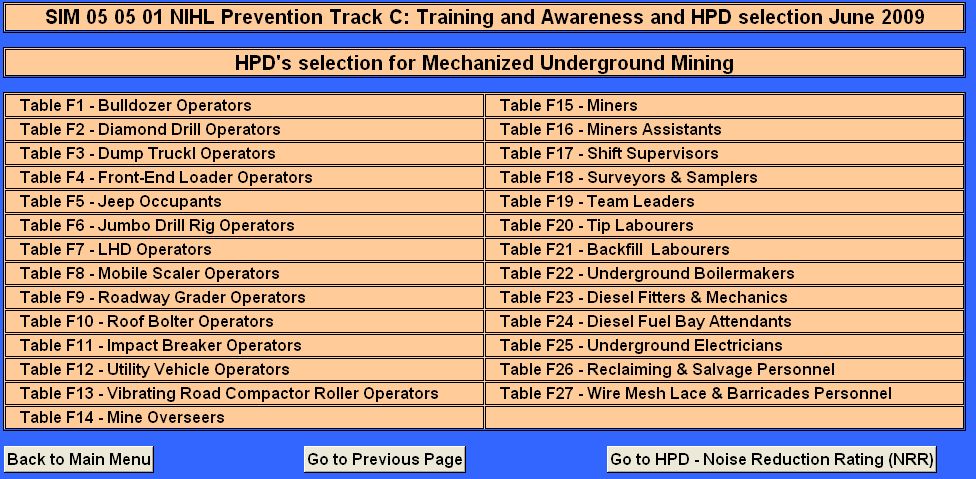 SIM 05 05 01 NIHL Prevention Track C: Training and Awareness and HPD selection June 2009
HPD's selection for Mechanized Underground Mining
Table F1 - Bulldozer Operators
Table F2 - Diamond Drill Operators
Table F3 - Dump Truckl Operators
Table F4 - Front-End Loader Operators
Table F5 - Jeep Occupants
Table F6 - Jumbo Drill Rig Operators
Table F7 - LHD Operators
Table F8 - Mobile Scaler Operators
Table F9 - Roadway Grader Operators
Table F10 - Roof Bolter Operators
Table F11 - Impact Breaker Operators
Table F12 - Utility Vehicle Operators
Table F13 - Vibrating Road Compactor Roller Operators
Table F14 - Mine Overseers
Table F15 - Miners
Table F16 - Miners Assistants
Table F17 - Shift Supervisors
Table F18 - Surveyors & Samplers
Table F19 - Team Leaders
Table F20 - Tip Labourers
Table F21 - Backfill  Labourers
Table F22 - Underground Boilermakers
Table F23 - Diesel Fitters & Mechanics
Table F24 - Diesel Fuel Bay Attendants
Table F25 - Underground Electricians
Table F26 - Reclaiming & Salvage Personnel
Table F27 - Wire Mesh Lace & Barricades Personnel
Back to Main Menu
Go to Previous Page
Go to HPD - Noise Reduction Rating (NRR)